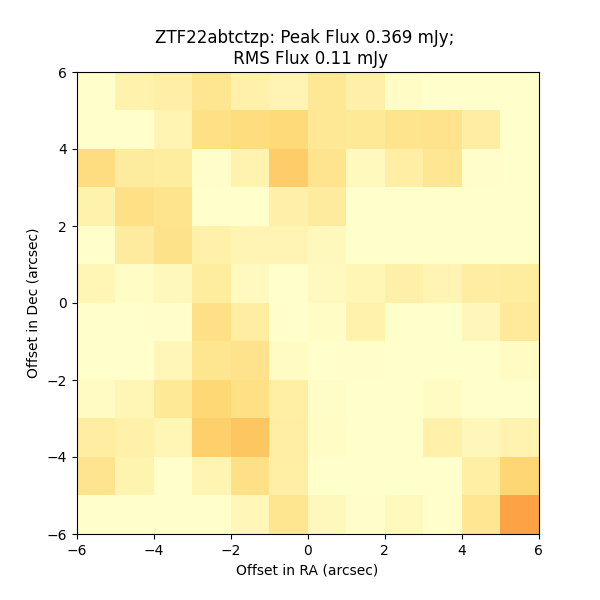 ZTF22abtctzp: Peak Flux 0.369 mJy;
RMS Flux 0.11 mJy
6
4
2
0
−2
−4
−6
Offset in Dec (arcsec)
−6 −4 −2 0 2 4 6
Offset in RA (arcsec)